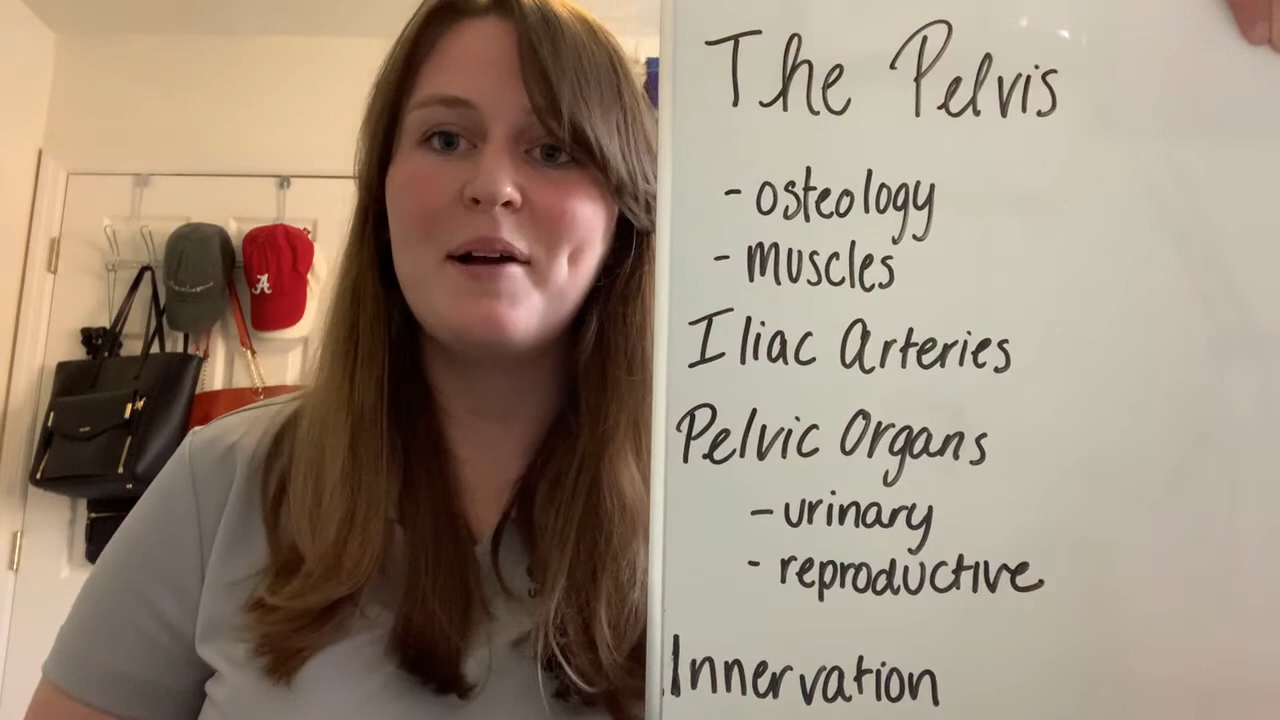 A
The Pelvis
- osteology
- muscles
Iliac Arteries
Pelvic Organs
- urinary
- reproductive
Innervation